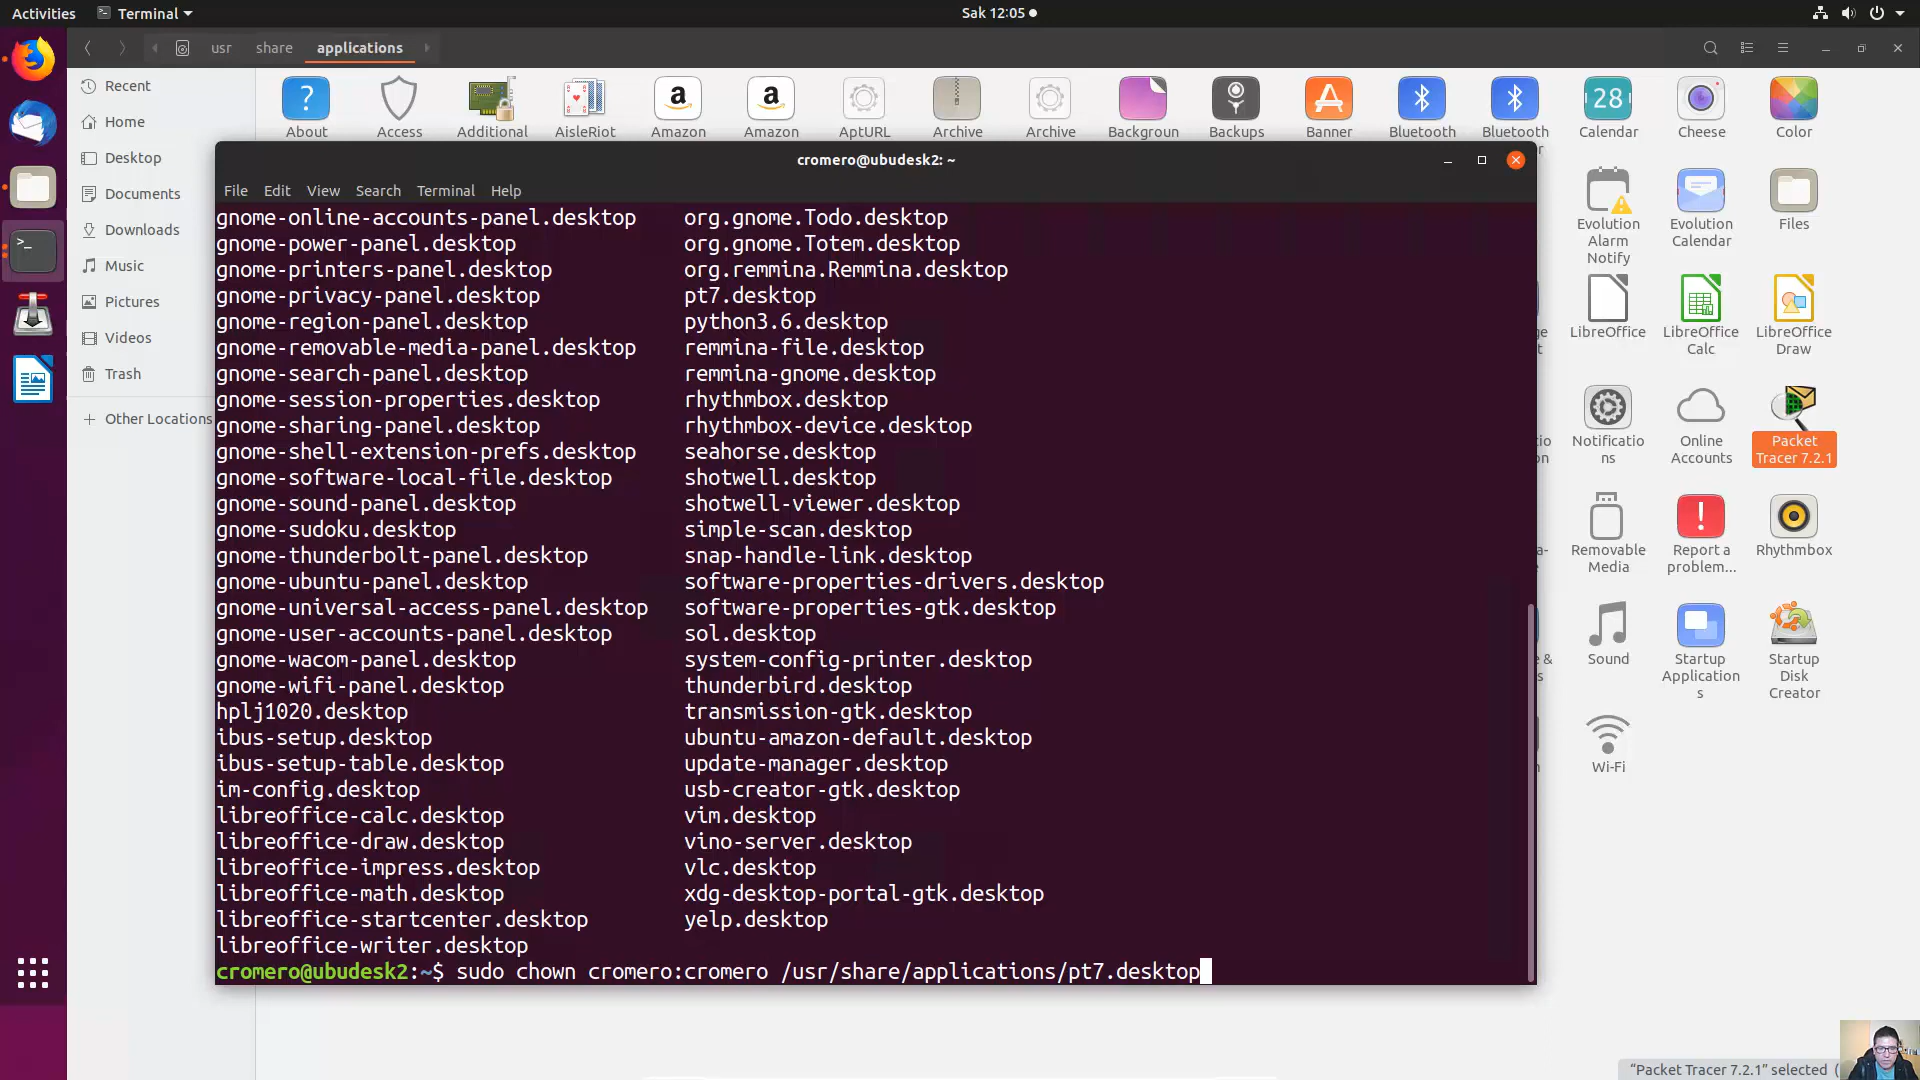 Activities
Terminal
Sak 12:05
usr
share
applications
Recent
Home
Desktop
Documents
Downloads
Music
Pictures
Videos
Trash
Other Locations
About
Access
Additional
AisleRiot
Amazon
Amazon
AptURL
Archive
Archive
Backgroun
Backups
Banner
Bluetooth
Bluetooth
Calendar
Cheese
Color
28
Evolution
Alarm
Notify
Evolution
Calendar
Files
LibreOffice
LibreOffice
Calc
LibreOffice
Draw
Notificatio
ns
Online
Accounts
Packet
Tracer 7.2.1
Removable
Media
Report a
problem...
Rhythmbox
Sound
Startup
Application
s
Startup
Disk
Creator
Wi-Fi
cromero@ubudesk2: ~
File Edit View Search Terminal Help
gnome-online-accounts-panel.desktop org.gnome.Todo.desktop
gnome-power-panel.desktop org.gnome.Totem.desktop
gnome-printers-panel.desktop org.remmina.Remmina.desktop
gnome-privacy-panel.desktop pt7.desktop
gnome-region-panel.desktop python3.6.desktop
gnome-removable-media-panel.desktop remmina-file.desktop
gnome-search-panel.desktop remmina-gnome.desktop
gnome-session-properties.desktop rhythmbox.desktop
gnome-sharing-panel.desktop rhythmbox-device.desktop
gnome-shell-extension-prefs.desktop seahorse.desktop
gnome-software-local-file.desktop shotwell.desktop
gnome-sound-panel.desktop shotwell-viewer.desktop
gnome-sudoku.desktop simple-scan.desktop
gnome-thunderbolt-panel.desktop snap-handle-link.desktop
gnome-ubuntu-panel.desktop software-properties-drivers.desktop
gnome-universal-access-panel.desktop software-properties-gtk.desktop
gnome-user-accounts-panel.desktop sol.desktop
gnome-wacom-panel.desktop system-config-printer.desktop
gnome-wifi-panel.desktop thunderbird.desktop
hplj1020.desktop transmission-gtk.desktop
ibus-setup.desktop ubuntu-amazon-default.desktop
ibus-setup-table.desktop update-manager.desktop
im-config.desktop usb-creator-gtk.desktop
libreoffice-calc.desktop vim.desktop
libreoffice-draw.desktop vino-server.desktop
libreoffice-impress.desktop vlc.desktop
libreoffice-math.desktop xdg-desktop-portal-gtk.desktop
libreoffice-startcenter.desktop yelp.desktop
libreoffice-writer.desktop
cromero@ubudesk2:~$ sudo chown cromero:cromero /usr/share/applications/pt7.desktop
“Packet Tracer 7.2.1” selected (